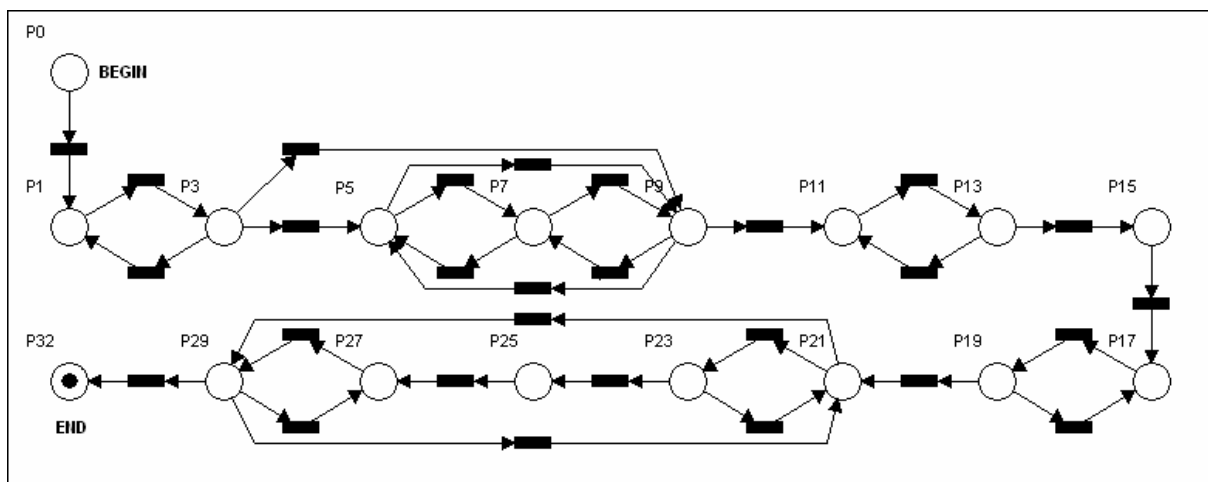 P0
BEGIN
P1 P3 P5 P7 P9 P11 P13 P15
P32 P29 P27 P25 P23 P21 P19 P17
END